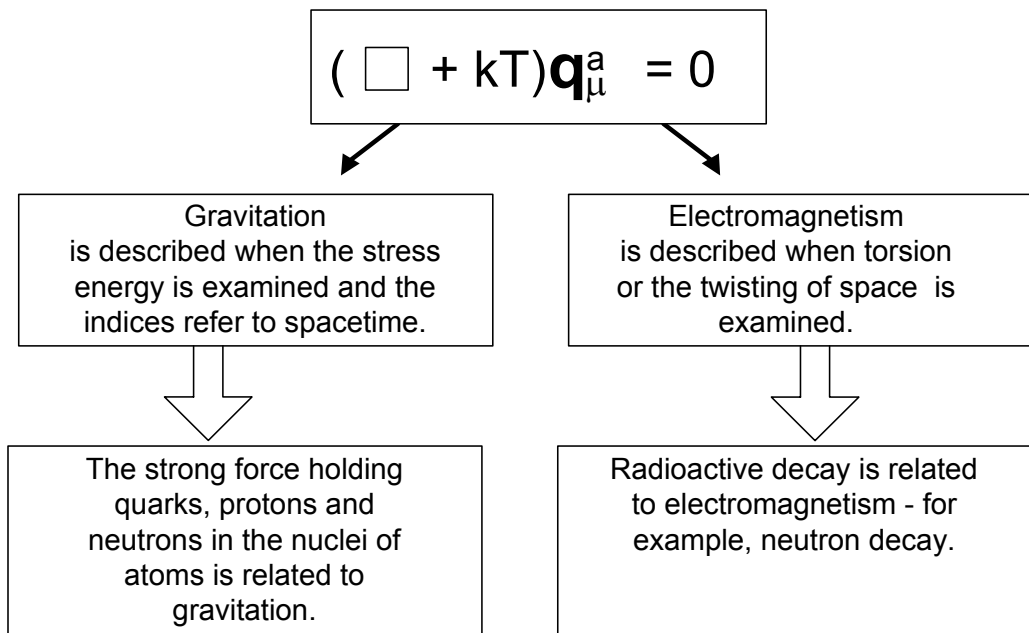 ( □ + kT)qᵃμ = 0
Gravitation
is described when the stress
energy is examined and the
indices refer to spacetime.
Electromagnetism
is described when torsion
or the twisting of space is
examined.
The strong force holding
quarks, protons and
neutrons in the nuclei of
atoms is related to
gravitation.
Radioactive decay is related
to electromagnetism - for
example, neutron decay.